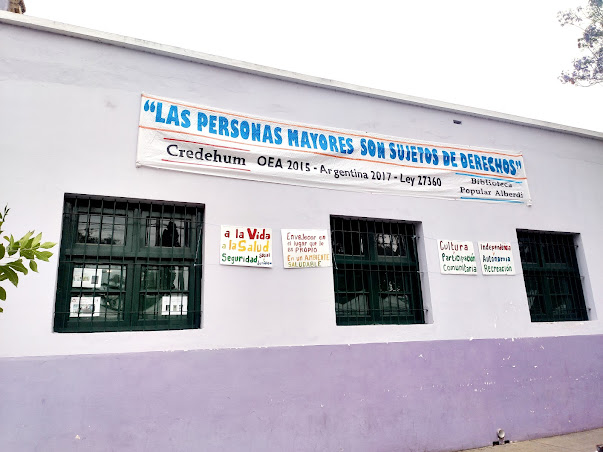 "LAS PERSONAS MAYORES SON SUJETOS DE DERECHOS"
Credehum OEA 2015 - Argentina 2017 - Ley 27360
Biblioteca
Popular Alberdi
a la Vida
a la Salud
Seguridad
Envejecer en
el lugar que le
es PROPIO
En un AMBIENTE
SALUDABLE
Cultura
Participación
Comunitaria
Independencia
Autonomía
Recreación